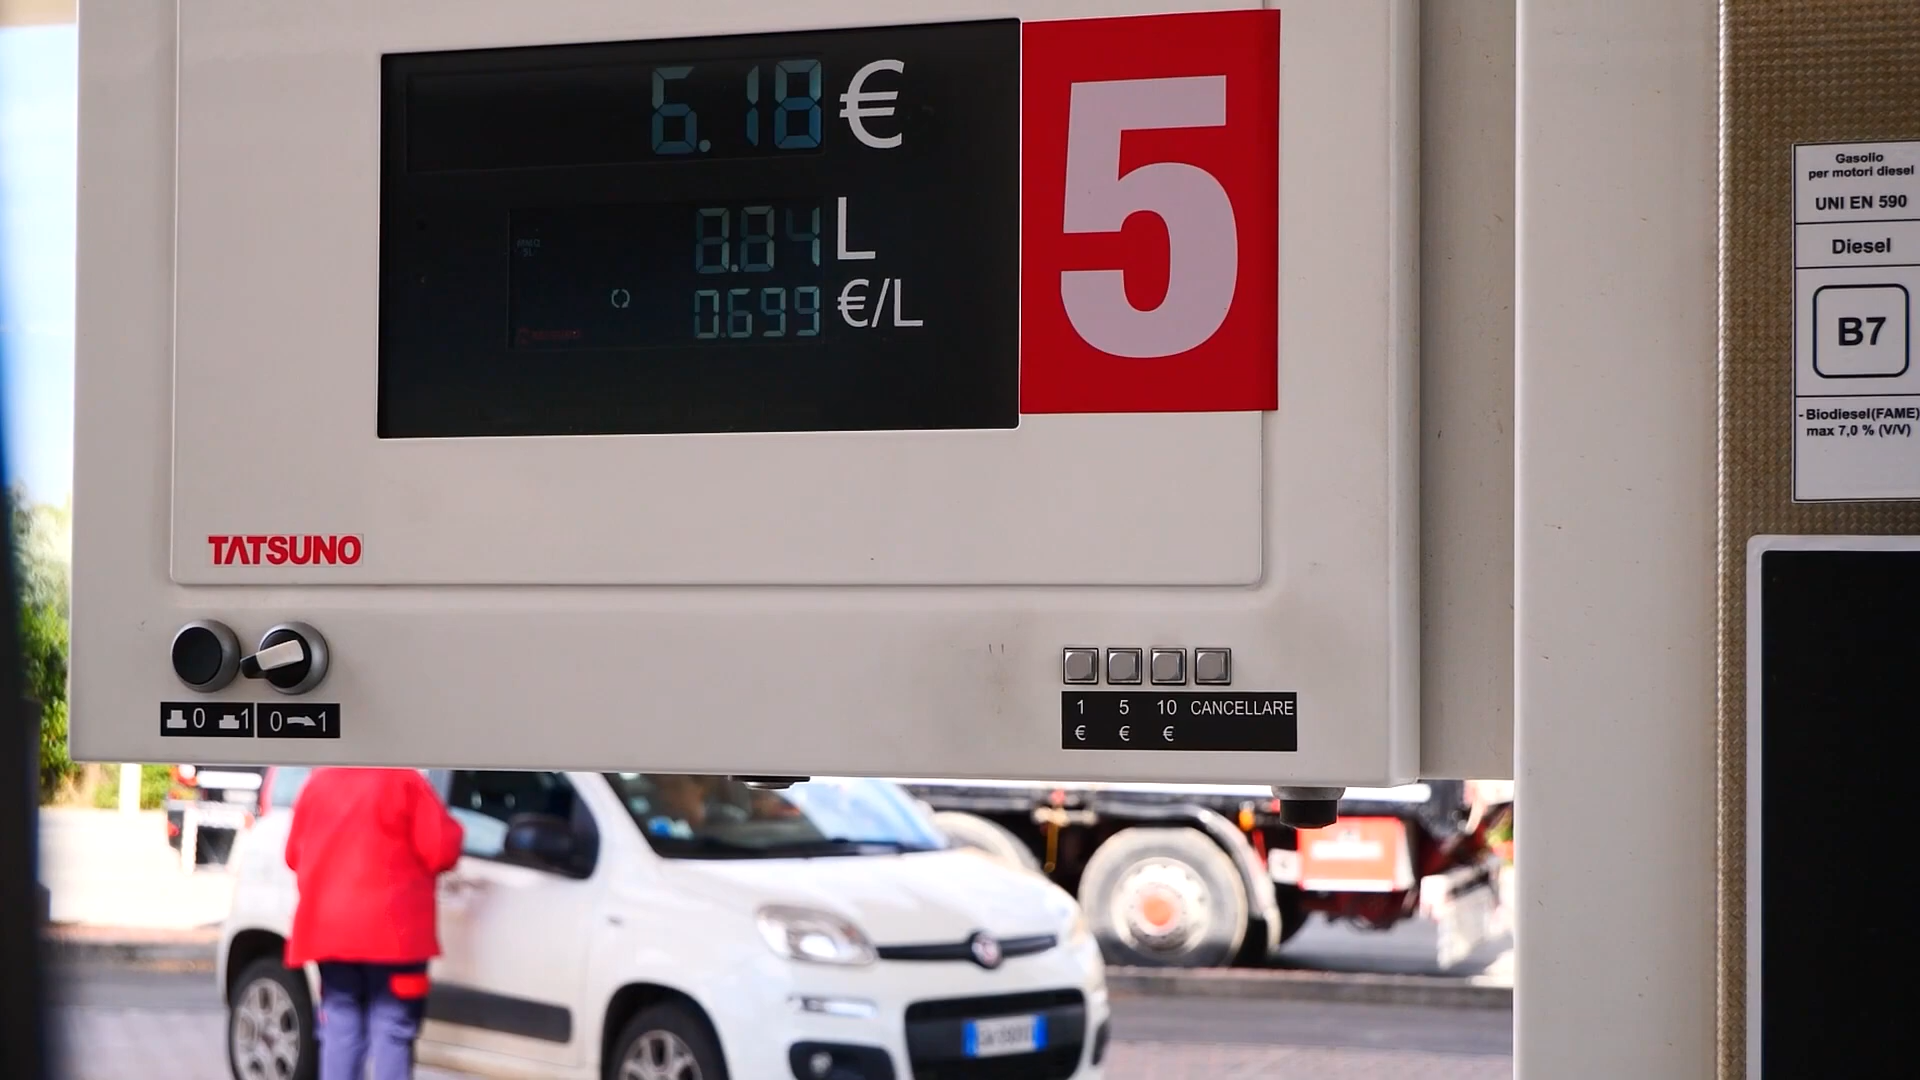 6.18 €
8.84 L
0.699 €/L
5
TATSUNO
0 1 0 1
1 5 10 CANCELLARE
€ € €
Gasolio
per motori diesel
UNI EN 590
Diesel
B7
- Biodiesel(FAME)
max 7,0 % (V/V)